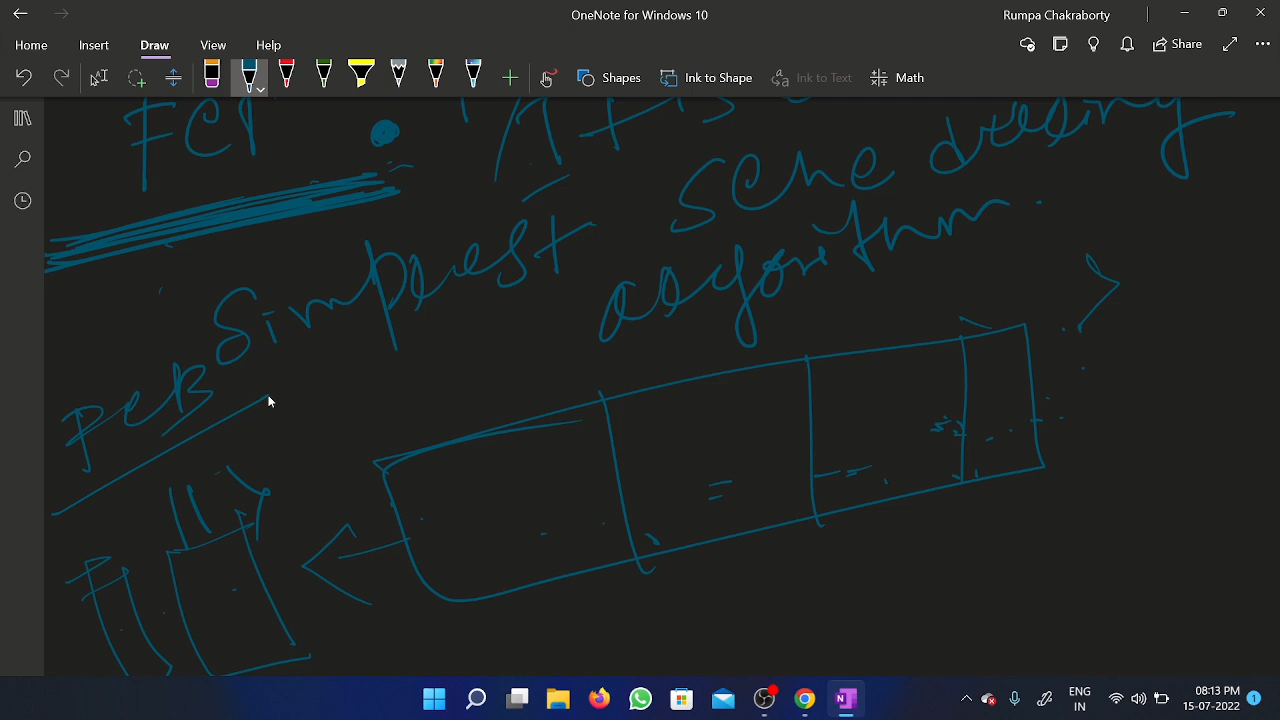 OneNote for Windows 10
Rumpa Chakraborty
Home Insert Draw View Help
Share
Shapes Ink to Shape Ink to Text Math
Simplest scheduling
algorithm.
PCB
ENG
IN
08:13 PM
15-07-2022
1